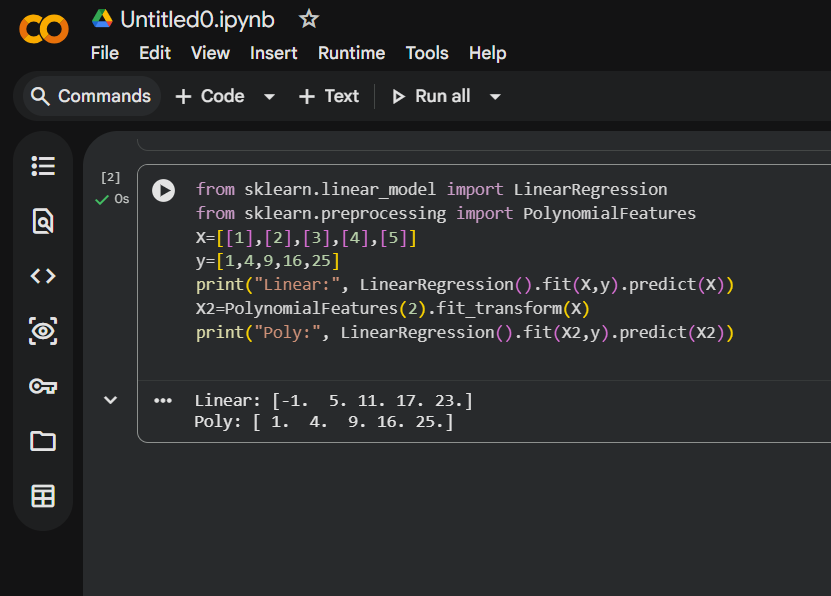 Untitled0.ipynb
File Edit View Insert Runtime Tools Help
Commands + Code + Text Run all
[2]
0s
from sklearn.linear_model import LinearRegression
from sklearn.preprocessing import PolynomialFeatures
X=[[1],[2],[3],[4],[5]]
y=[1,4,9,16,25]
print("Linear:", LinearRegression().fit(X,y).predict(X))
X2=PolynomialFeatures(2).fit_transform(X)
print("Poly:", LinearRegression().fit(X2,y).predict(X2))
Linear: [-1.  5. 11. 17. 23.]
Poly: [ 1.  4.  9. 16. 25.]